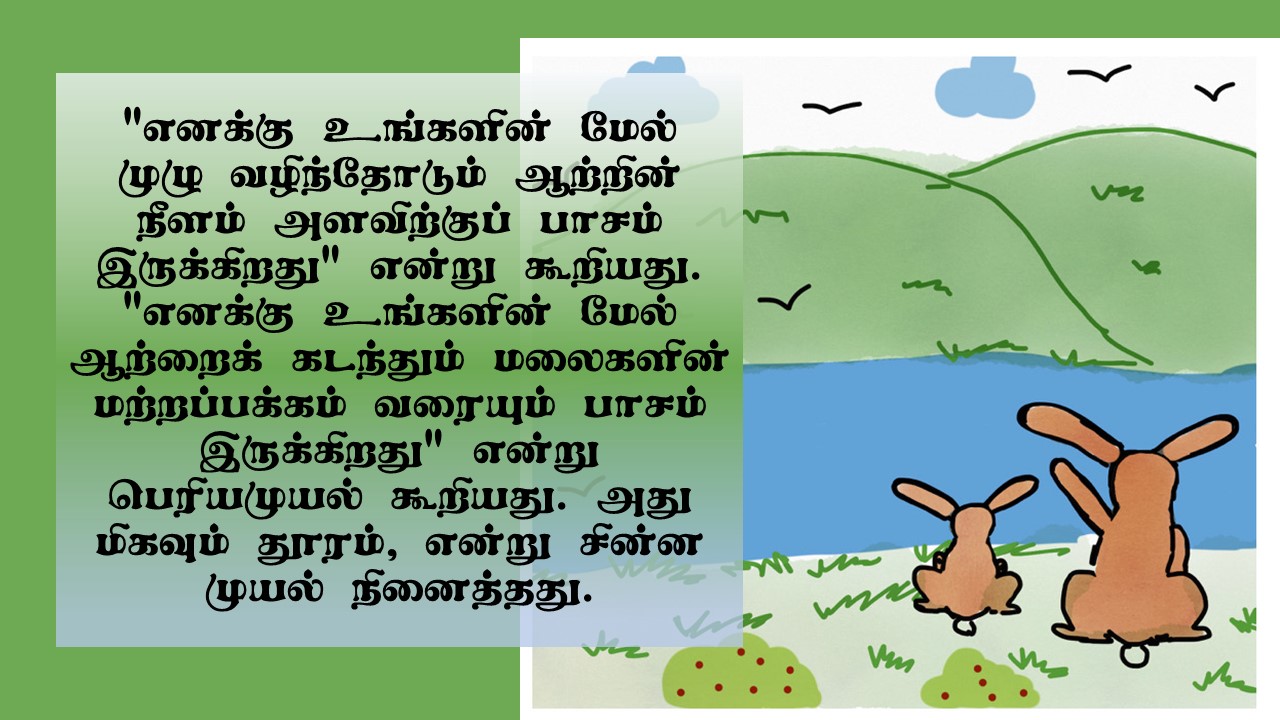 "எனக்கு உங்களின் மேல்
முழு வழிந்தோடும் ஆற்றின்
நீளம் அளவிற்குப் பாசம்
இருக்கிறது" என்று கூறியது.
"எனக்கு உங்களின் மேல்
ஆற்றைக் கடந்தும் மலைகளின்
மற்றப்பக்கம் வரையும் பாசம்
இருக்கிறது" என்று
பெரியமுயல் கூறியது. அது
மிகவும் தூரம், என்று சின்ன
முயல் நினைத்தது.